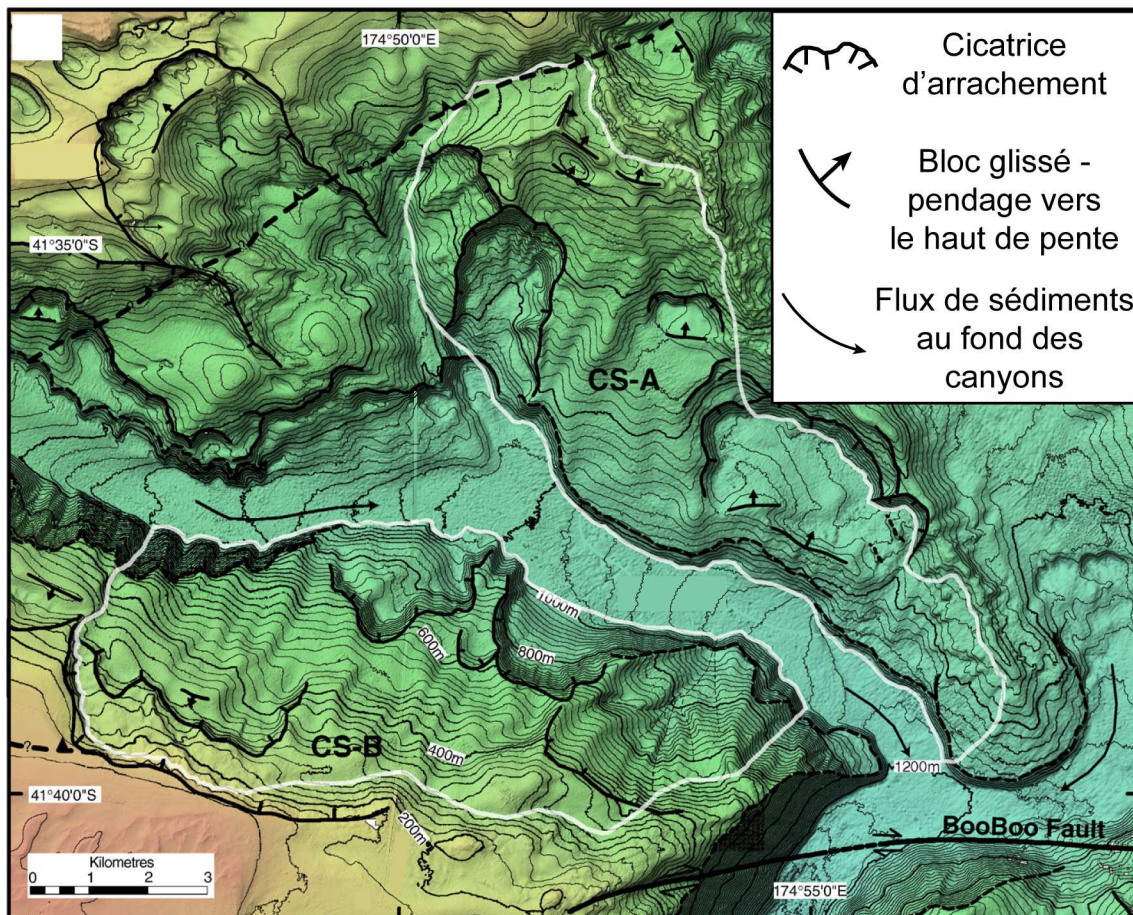 174°50'0"E
Cicatrice
d'arrachement
Bloc glissé -
pendage vers
le haut de pente
41°35'0"S
Flux de sédiments
au fond des
canyons
CS-A
1000m
600m
800m
CS-B
400m
?
1200m
41°40'0"S
200m
BooBoo Fault
Kilometres
0 1 2 3
174°55'0"E